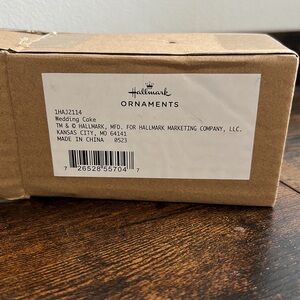 Hallmark
ORNAMENTS
1HAJ2114
Wedding Cake
TM & © HALLMARK, MFD. FOR HALLMARK MARKETING COMPANY, LLC.
KANSAS CITY, MO 64141
MADE IN CHINA 0523
7 26528 55704 7